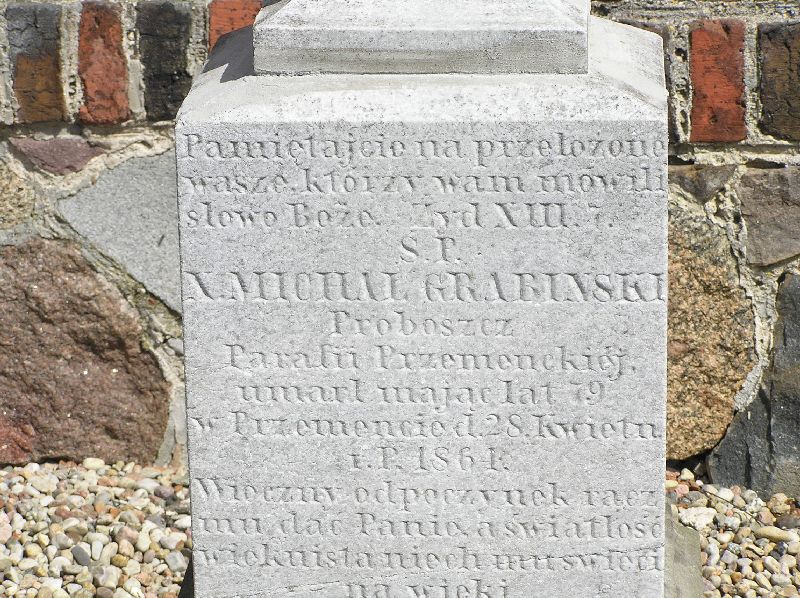 Pamiętajcie na przełożone
wasze, którzy wam mówili
słowo Boże. Żyd XIII. 7.
Ś. P.
X. MICHAŁ GRABINSKI
Proboszcz
Parafii Przemenckiéj,
umarł mając lat 79
w Przemencie d. 28. Kwietn.
r. P. 1864 r.
Wieczny odpoczynek racz
mu dać Panie, a światłość
wiekuista niech mu świeci
na wieki